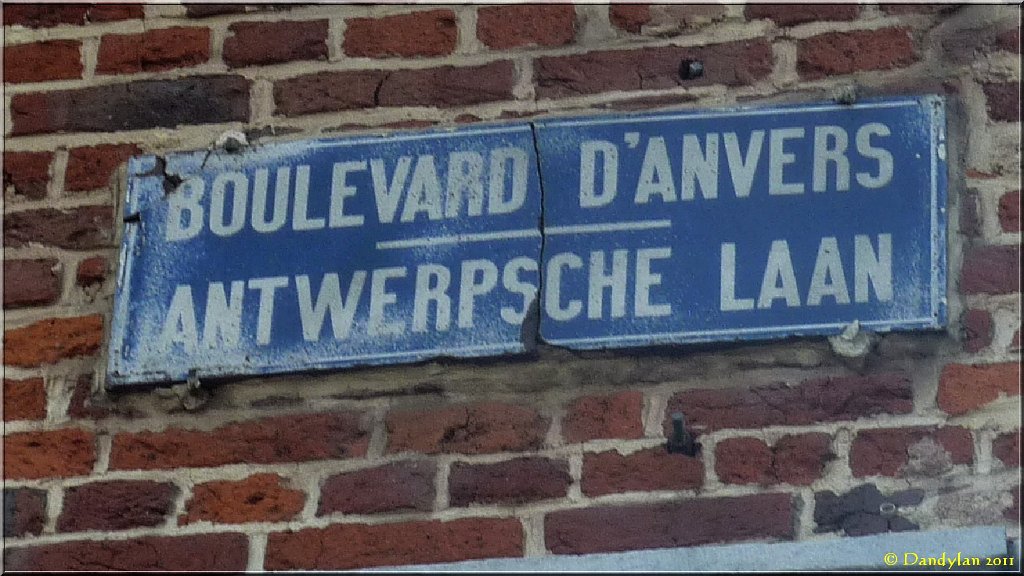 BOULEVARD D'ANVERS
ANTWERPSCHE LAAN
© Dandylan 2011